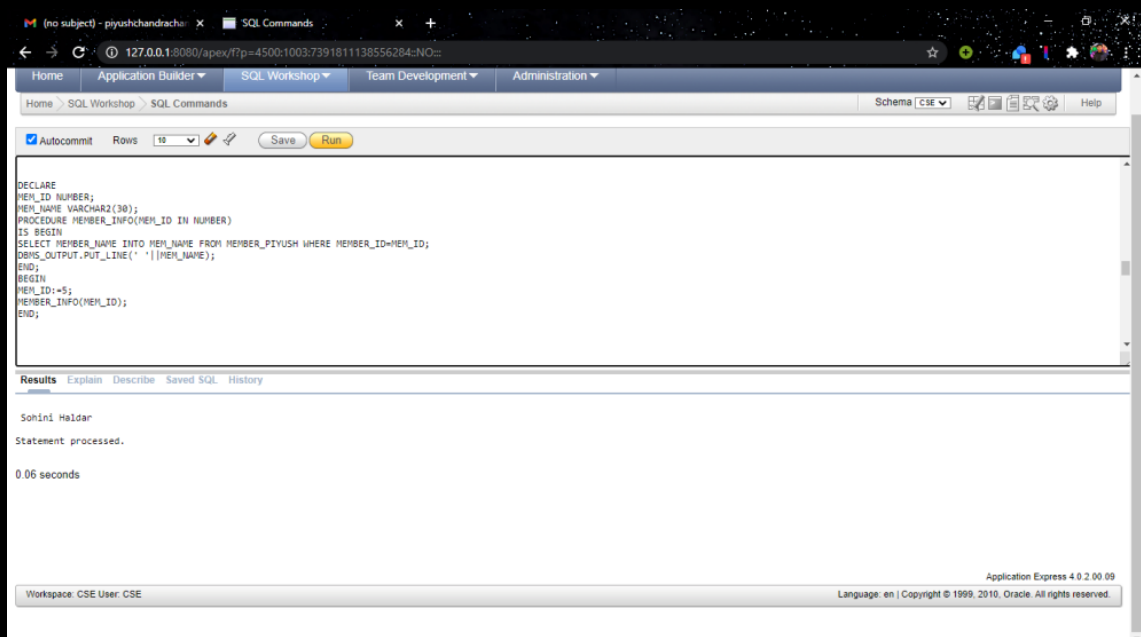 (no subject) - piyushchandrachan
SQL Commands
127.0.0.1:8080/apex/f?p=4500:1003:7391811138556284::NO:::
Home Application Builder SQL Workshop Team Development Administration
Home SQL Workshop SQL Commands Schema CSE Help
Autocommit Rows 10 Save Run
DECLARE
MEM_ID NUMBER;
MEM_NAME VARCHAR2(30);
PROCEDURE MEMBER_INFO(MEM_ID IN NUMBER)
IS BEGIN
SELECT MEMBER_NAME INTO MEM_NAME FROM MEMBER_PIYUSH WHERE MEMBER_ID=MEM_ID;
DBMS_OUTPUT.PUT_LINE(' '||MEM_NAME);
END;
BEGIN
MEM_ID:=5;
MEMBER_INFO(MEM_ID);
END;
Results Explain Describe Saved SQL History
Sohini Haldar
Statement processed.
0.06 seconds
Application Express 4.0.2.00.09
Workspace: CSE User: CSE Language: en | Copyright © 1999, 2010, Oracle. All rights reserved.